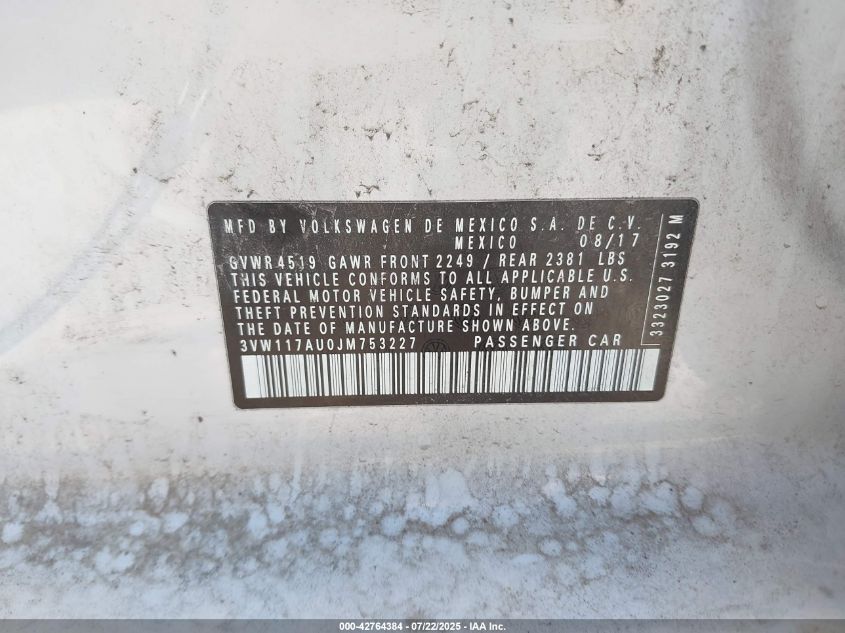 MFD BY VOLKSWAGEN DE MEXICO S.A. DE C.V.
MEXICO 08/17
GVWR 4519 GAWR FRONT 2249 / REAR 2381 LBS
THIS VEHICLE CONFORMS TO ALL APPLICABLE U.S.
FEDERAL MOTOR VEHICLE SAFETY, BUMPER AND
THEFT PREVENTION STANDARDS IN EFFECT ON
THE DATE OF MANUFACTURE SHOWN ABOVE.
3VW117AU0JM753227 PASSENGER CAR
3323027 3192 M
000-42764384 - 07/22/2025 - IAA Inc.